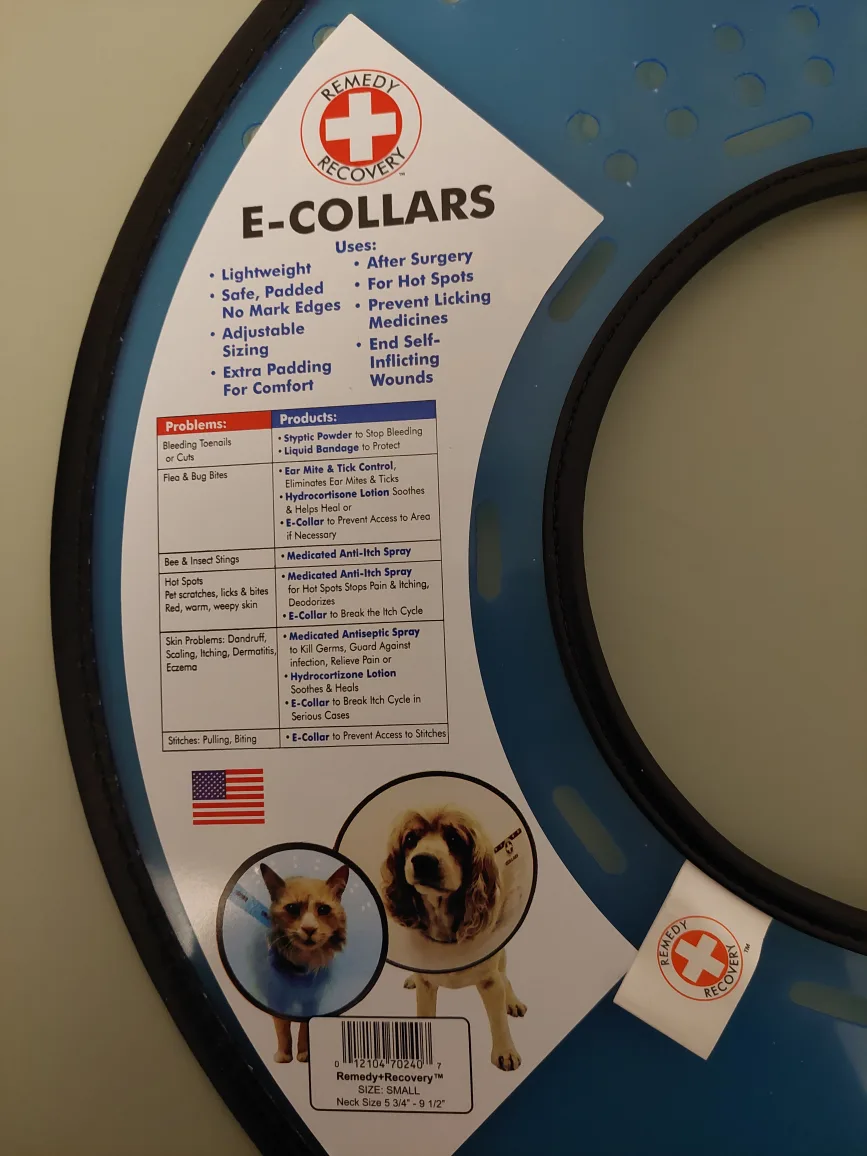 REMEDY
RECOVERY™
E-COLLARS
• Lightweight
• Safe, Padded
No Mark Edges
• Adjustable
Sizing
• Extra Padding
For Comfort
Uses:
• After Surgery
• For Hot Spots
• Prevent Licking
Medicines
• End Self-
Inflicting
Wounds
Problems:
Products:
Bleeding Toenails
or Cuts
• Styptic Powder to Stop Bleeding
• Liquid Bandage to Protect
Flea & Bug Bites
• Ear Mite & Tick Control,
Eliminates Ear Mites & Ticks
• Hydrocortisone Lotion Soothes
& Helps Heal or
• E-Collar to Prevent Access to Area
if Necessary
Bee & Insect Stings
• Medicated Anti-Itch Spray
Hot Spots
Pet scratches, licks & bites
Red, warm, weepy skin
• Medicated Anti-Itch Spray
for Hot Spots Stops Pain & Itching,
Deodorizes
• E-Collar to Break the Itch Cycle
Skin Problems: Dandruff,
Scaling, Itching, Dermatitis,
Eczema
• Medicated Antiseptic Spray
to Kill Germs, Guard Against
infection, Relieve Pain or
• Hydrocortizone Lotion
Soothes & Heals
• E-Collar to Break Itch Cycle in
Serious Cases
Stitches: Pulling, Biting
• E-Collar to Prevent Access to Stitches
REMEDY
RECOVERY™
0 12104 70240 7
Remedy+Recovery™
SIZE: SMALL
Neck Size 5 3/4" - 9 1/2"